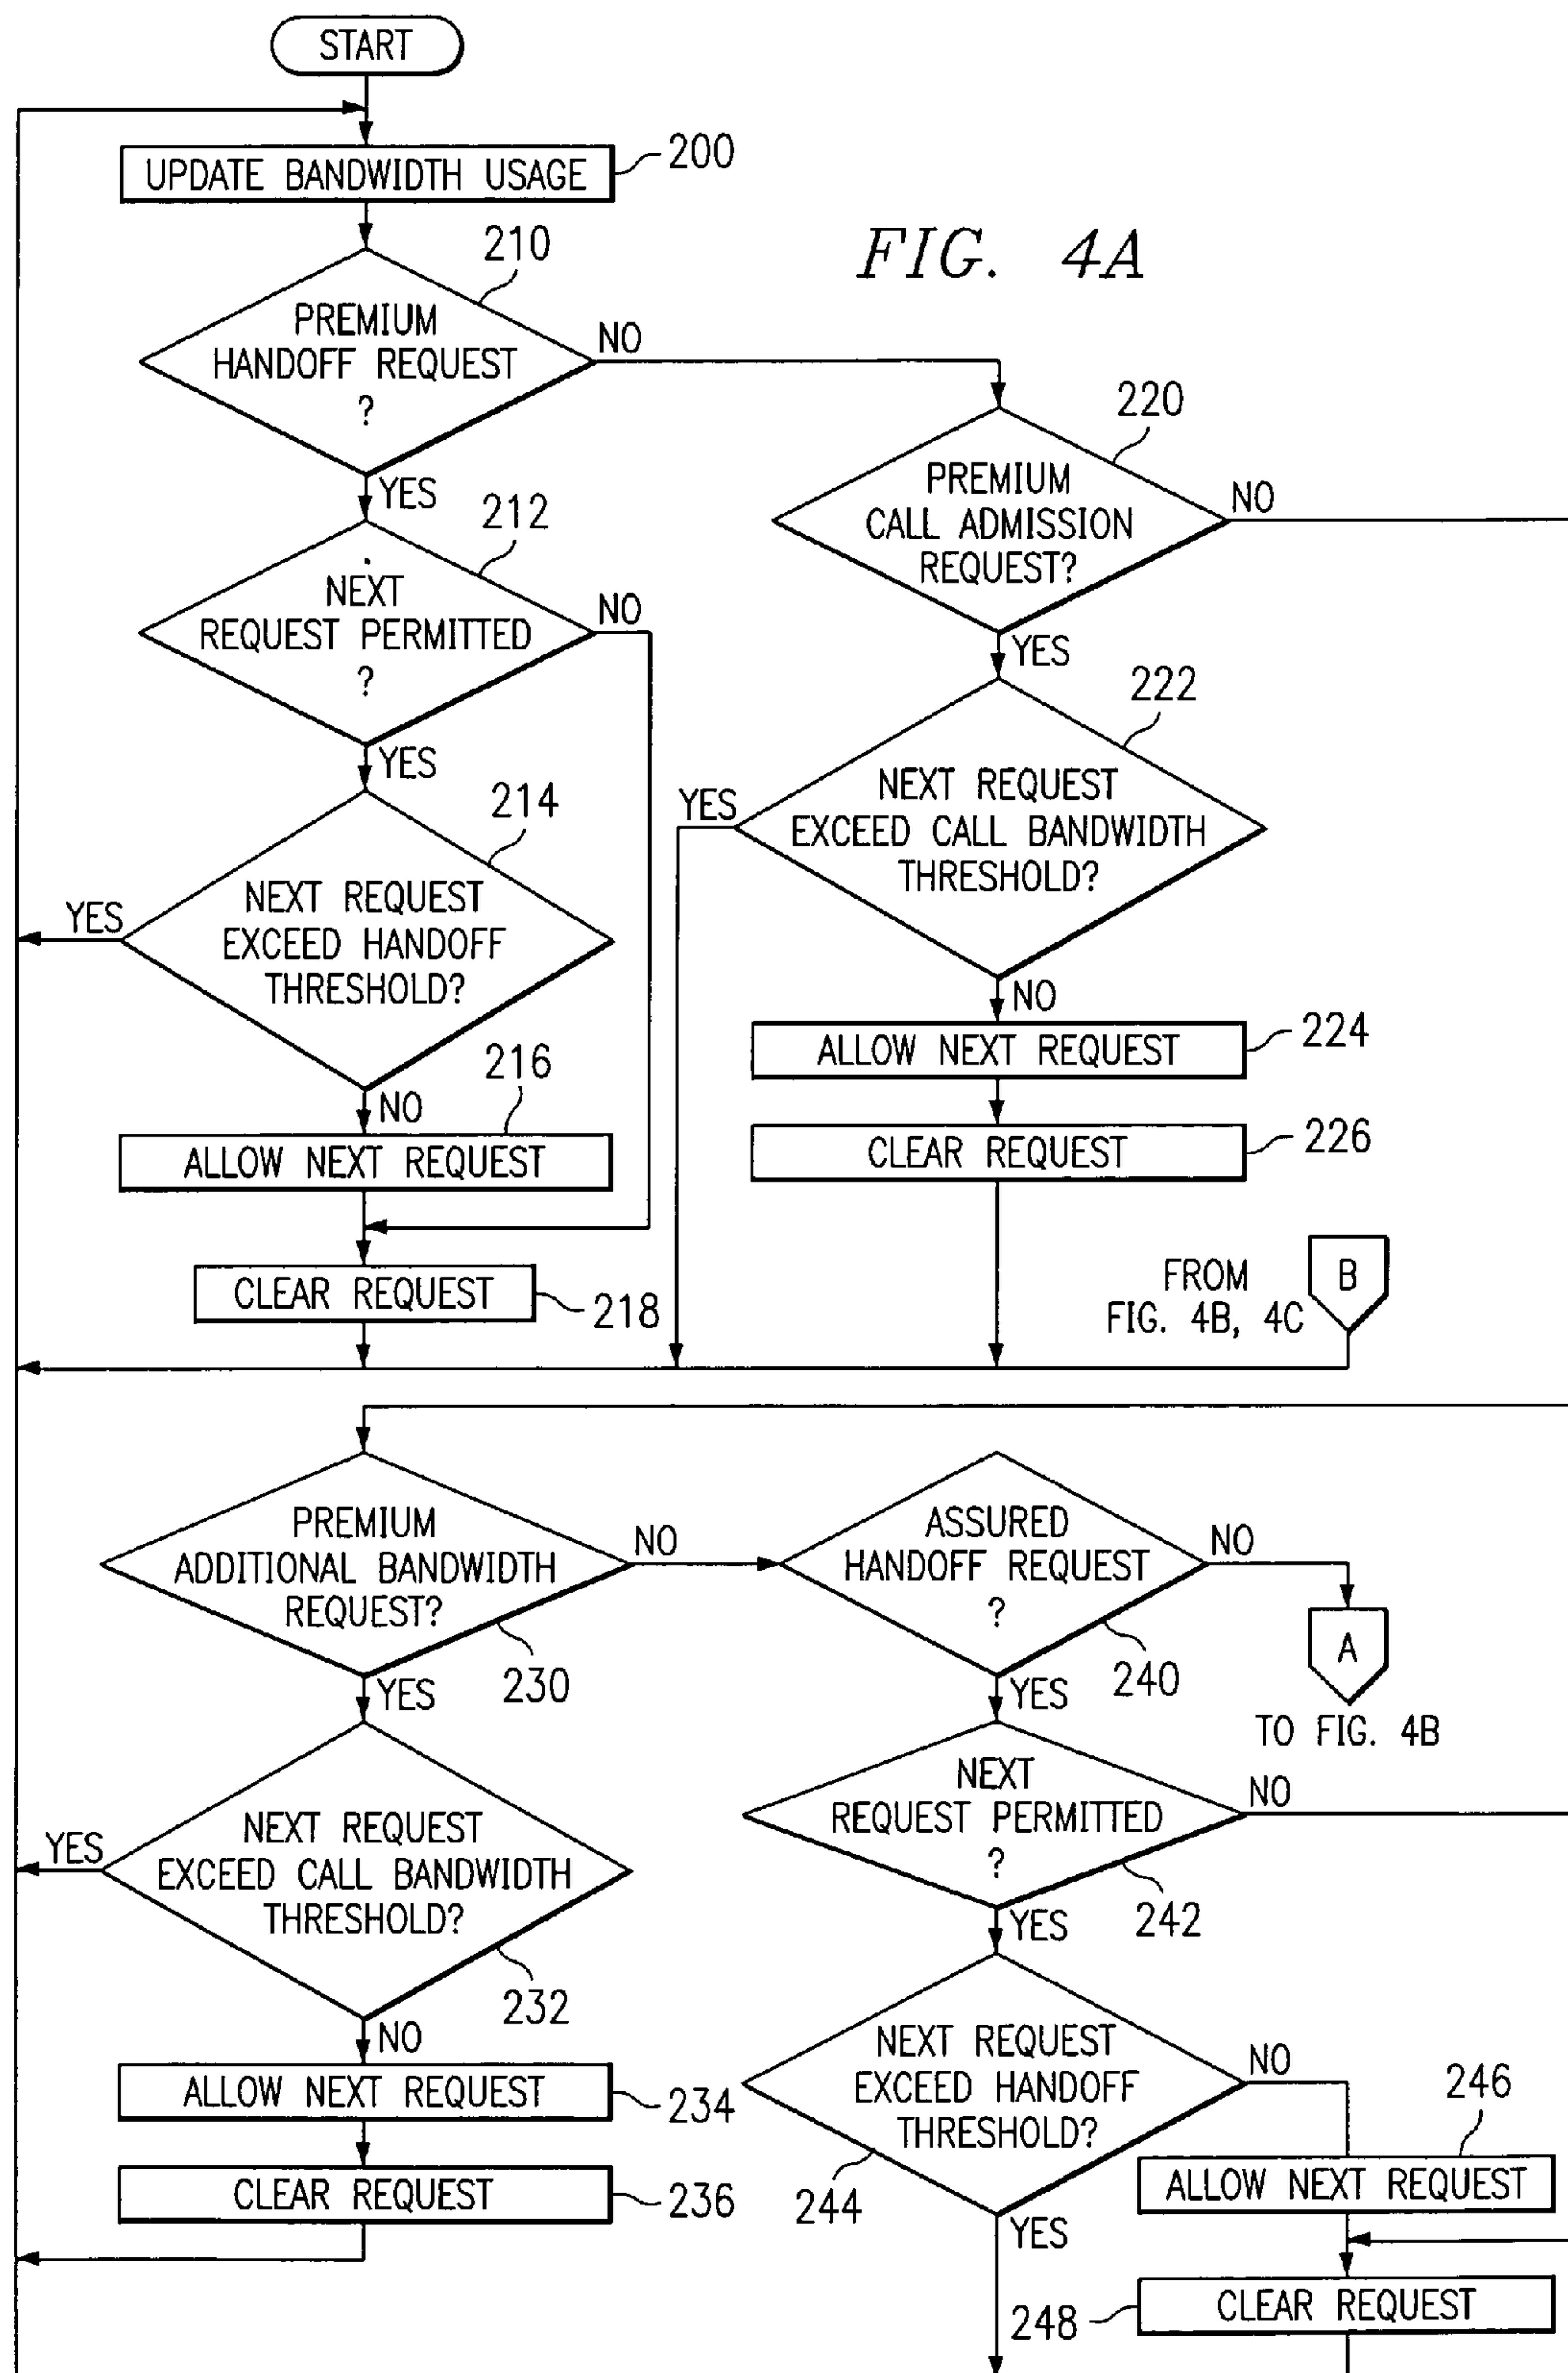 START
UPDATE BANDWIDTH USAGE
200
FIG. 4A
210
PREMIUM
HANDOFF REQUEST
?
NO
YES
220
PREMIUM
CALL ADMISSION
REQUEST?
NO
YES
212
NEXT
REQUEST PERMITTED
?
NO
YES
222
NEXT REQUEST
EXCEED CALL BANDWIDTH
THRESHOLD?
YES
NO
214
NEXT REQUEST
EXCEED HANDOFF
THRESHOLD?
YES
NO
216
ALLOW NEXT REQUEST
ALLOW NEXT REQUEST
224
CLEAR REQUEST
226
CLEAR REQUEST
218
FROM
FIG. 4B, 4C
B
PREMIUM
ADDITIONAL BANDWIDTH
REQUEST?
NO
230
YES
ASSURED
HANDOFF REQUEST
?
NO
240
YES
A
TO FIG. 4B
NEXT REQUEST
EXCEED CALL BANDWIDTH
THRESHOLD?
YES
232
NO
NEXT
REQUEST PERMITTED
?
NO
242
YES
ALLOW NEXT REQUEST
234
CLEAR REQUEST
236
NEXT REQUEST
EXCEED HANDOFF
THRESHOLD?
NO
244
YES
246
ALLOW NEXT REQUEST
248
CLEAR REQUEST